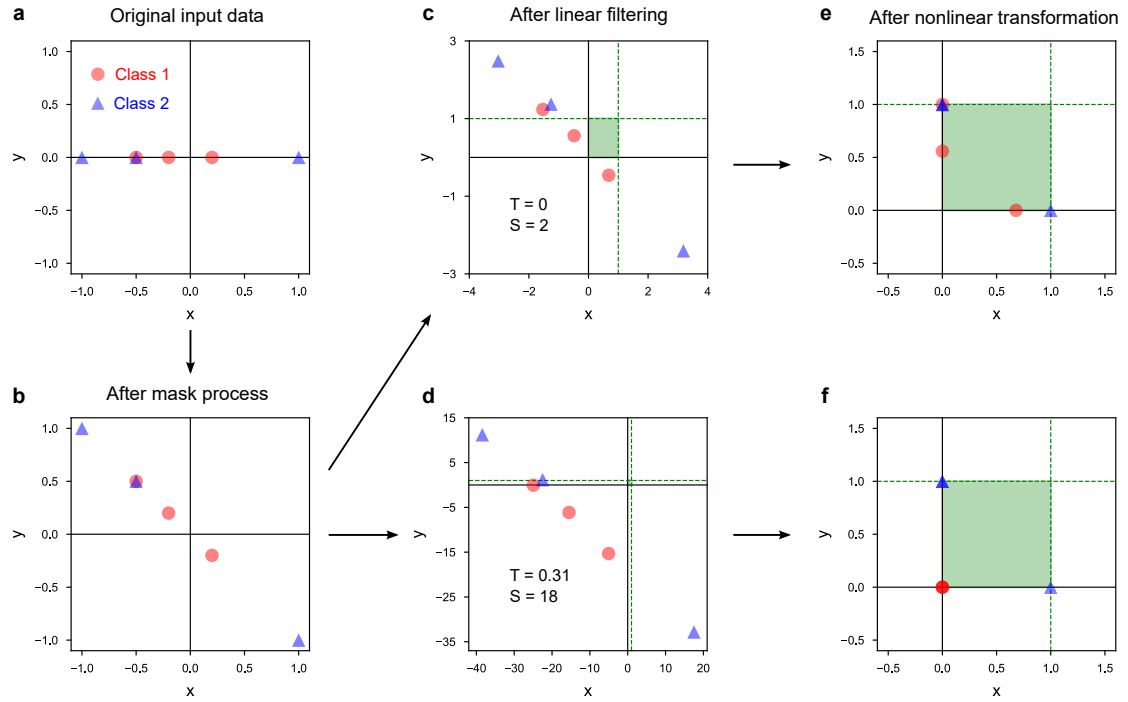 a
Original input data
1.0
0.5
0.0
−0.5
−1.0
y
Class 1
Class 2
−1.0 −0.5 0.0 0.5 1.0
x
c
After linear filtering
3
1
−1
−3
y
T = 0
S = 2
−4 −2 0 2 4
x
e
After nonlinear transformation
1.5
1.0
0.5
0.0
−0.5
y
−0.5 0.0 0.5 1.0 1.5
x
b
After mask process
1.0
0.5
0.0
−0.5
−1.0
y
−1.0 −0.5 0.0 0.5 1.0
x
d
15
5
−5
−15
−25
−35
y
T = 0.31
S = 18
−40 −30 −20 −10 0 10 20
x
f
1.5
1.0
0.5
0.0
−0.5
y
−0.5 0.0 0.5 1.0 1.5
x